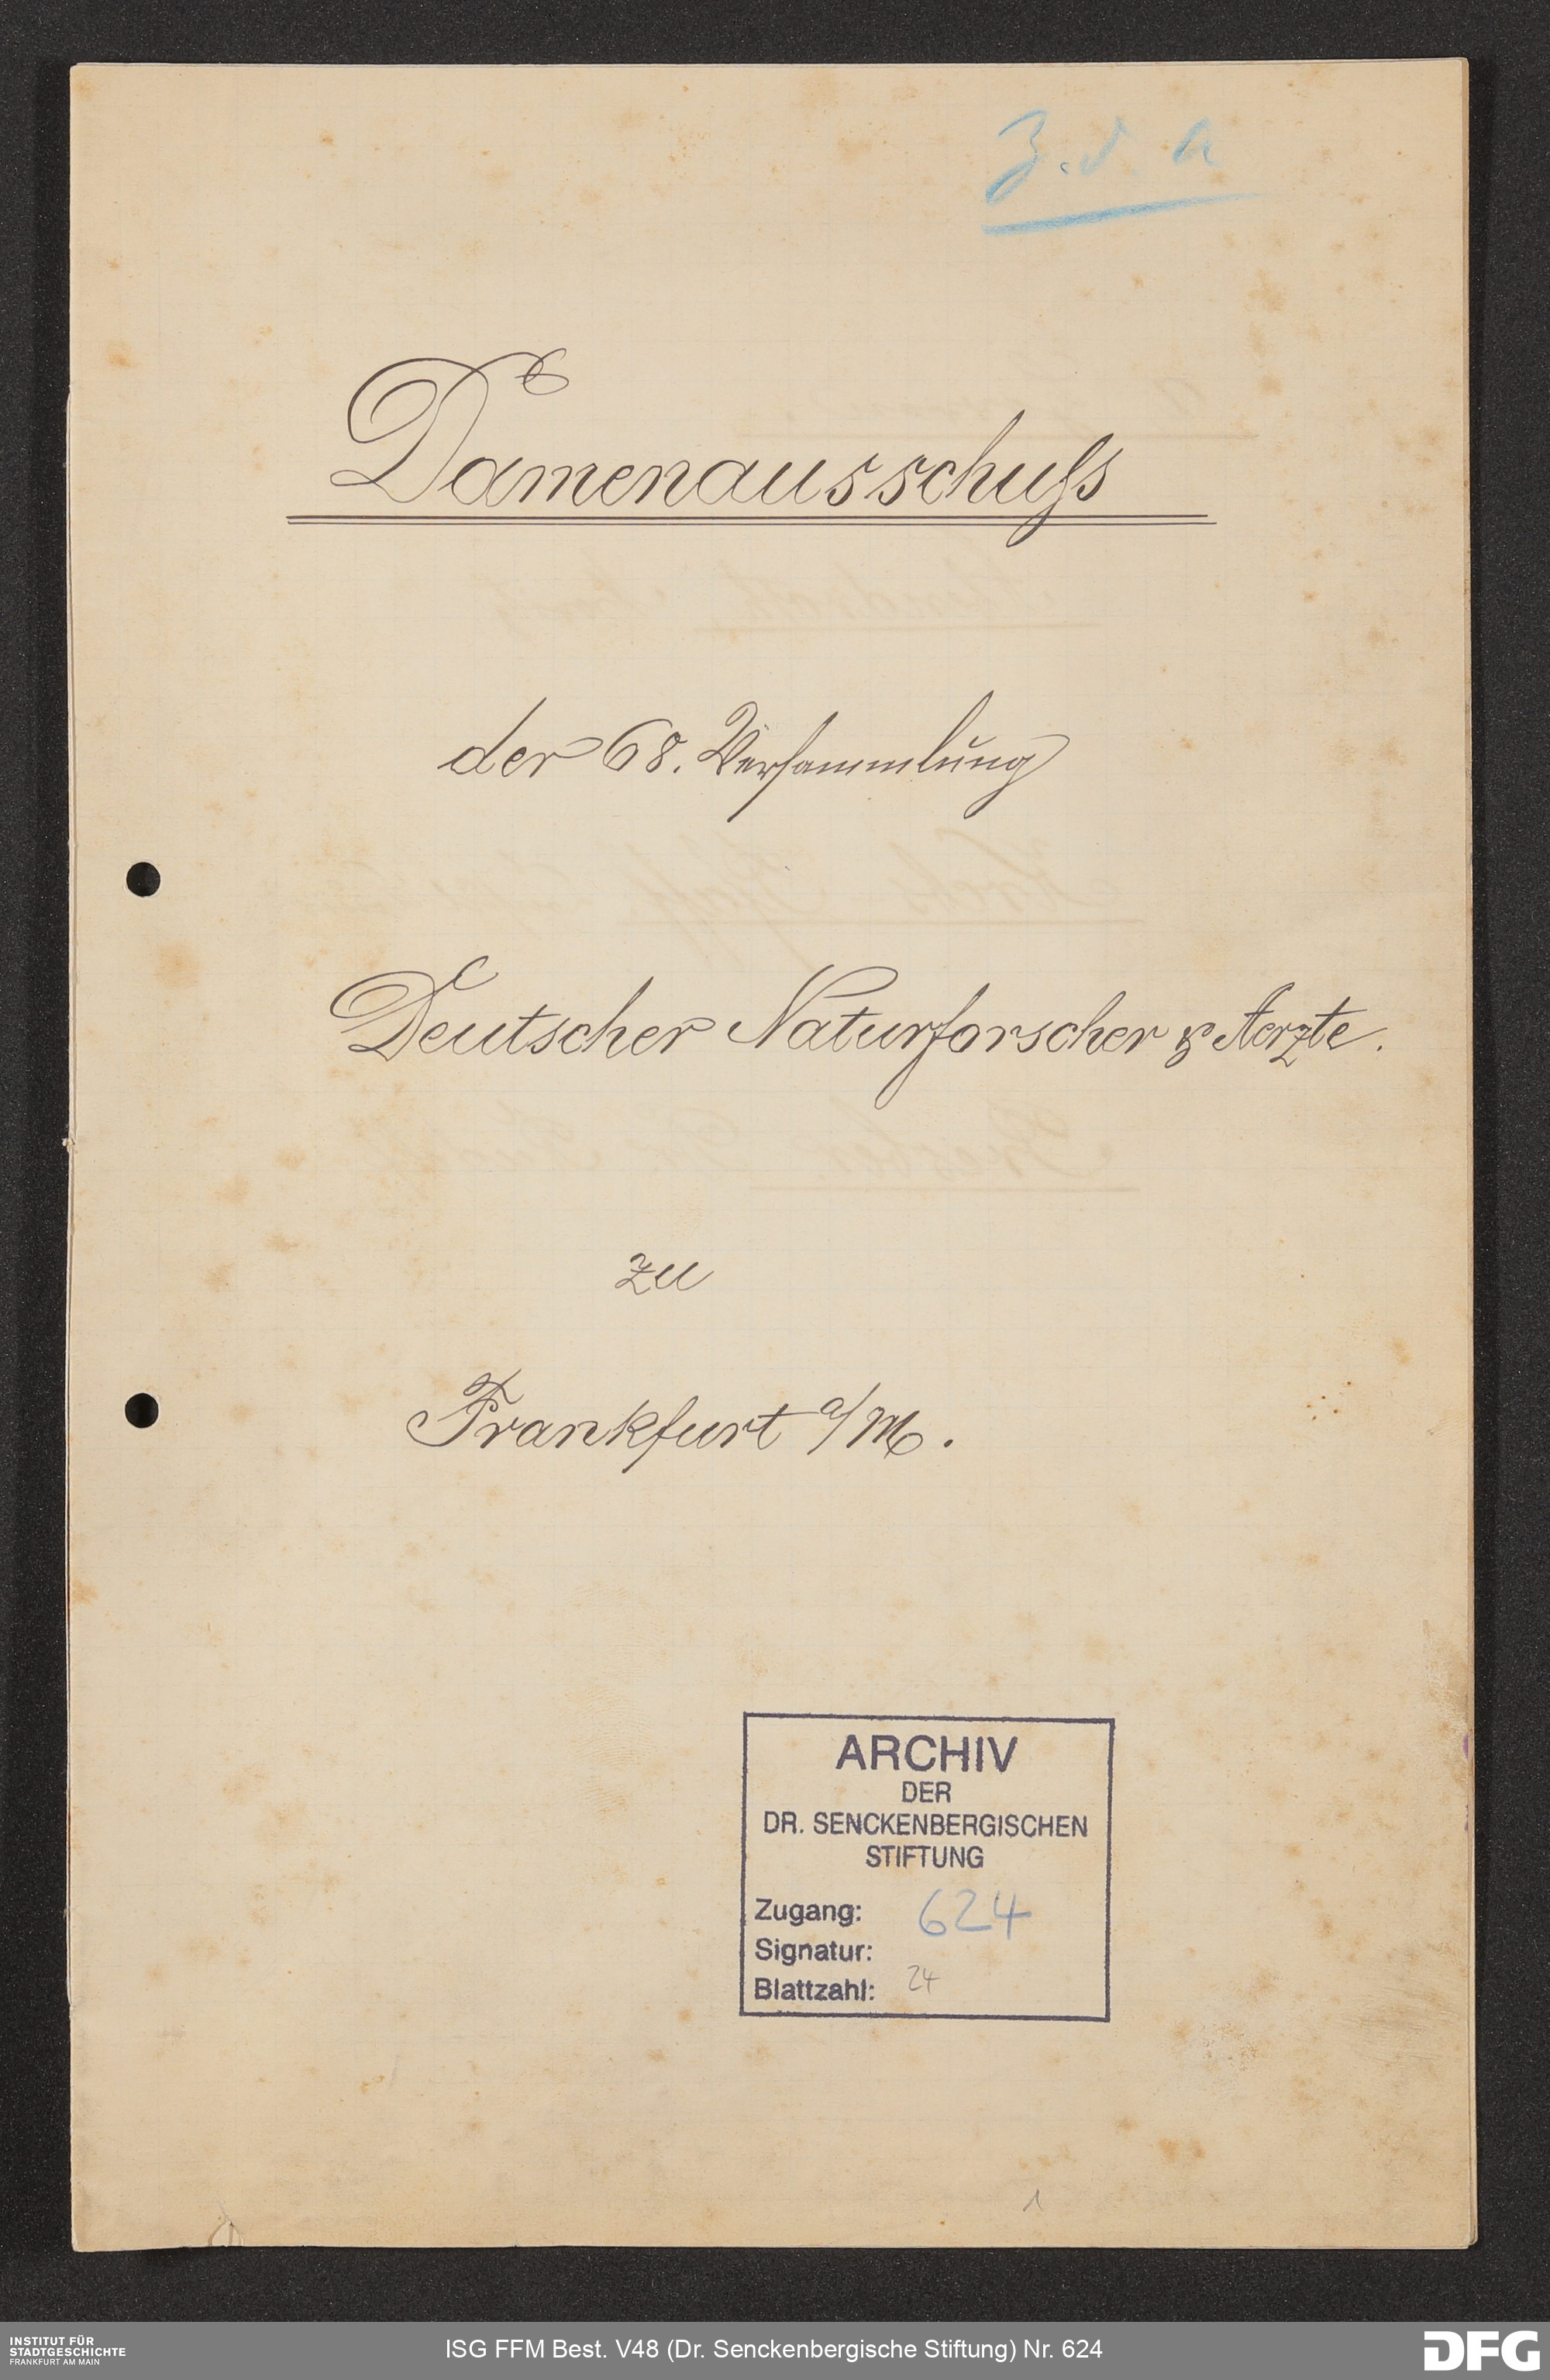 Z. d. A
Damenausschuss
der 68. Versammlung
Deutscher Naturforscher & Aerzte.
zu
Frankfurt a/M.
ARCHIV
DER
DR. SENCKENBERGISCHEN
STIFTUNG
Zugang: 624
Signatur:
Blattzahl: 24
1
INSTITUT FÜR
STADTGESCHICHTE
FRANKFURT AM MAIN
ISG FFM Best. V48 (Dr. Senckenbergische Stiftung) Nr. 624
DFG